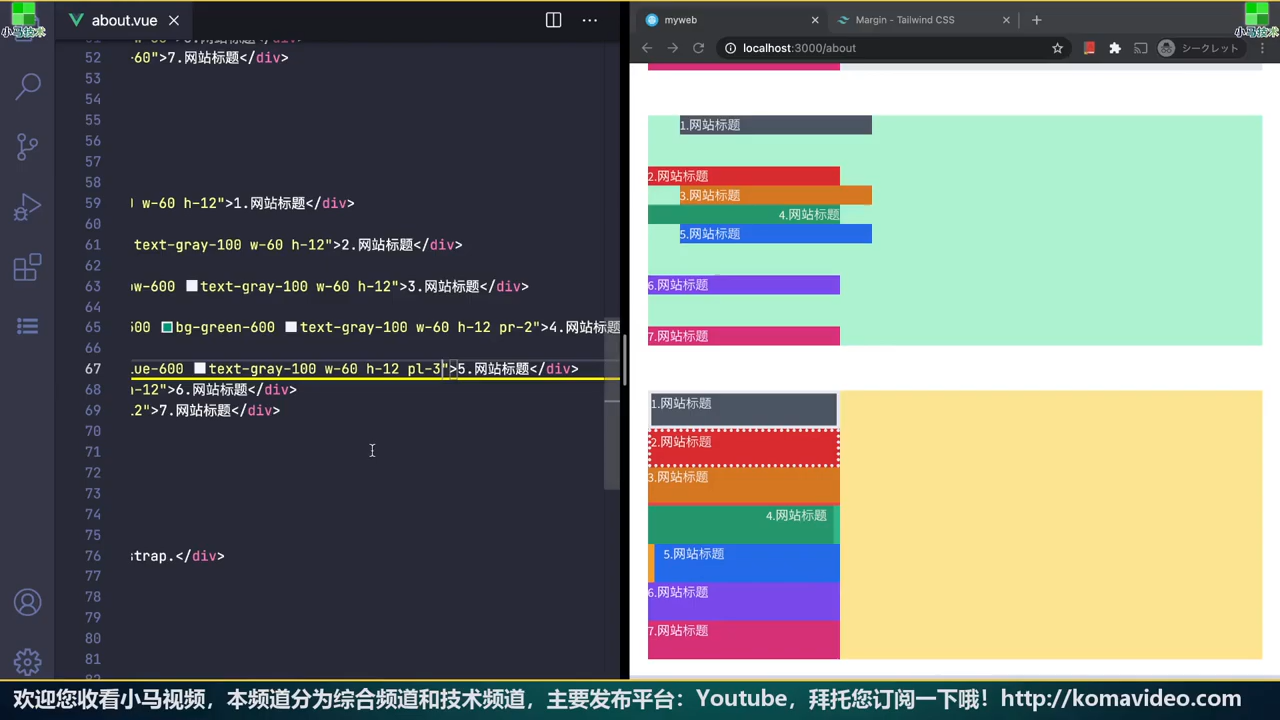 小马技术
about.vue
52 -60">7.网站标题</div>
53
54
55
56
57
58
59 w-60 h-12">1.网站标题</div>
60
61 text-gray-100 w-60 h-12">2.网站标题</div>
62
63 ow-600 text-gray-100 w-60 h-12">3.网站标题</div>
64
65 600 bg-green-600 text-gray-100 w-60 h-12 pr-2">4.网站标题
66
67 ue-600 text-gray-100 w-60 h-12 pl-3">5.网站标题</div>
68 h-12">6.网站标题</div>
69 12">7.网站标题</div>
70
71
72
73
74
75
76 strap.</div>
77
78
79
80
81
myweb
Margin - Tailwind CSS
小马技术
localhost:3000/about
シークレット
1.网站标题
2.网站标题
3.网站标题
4.网站标题
5.网站标题
6.网站标题
7.网站标题
1.网站标题
2.网站标题
3.网站标题
4.网站标题
5.网站标题
6.网站标题
7.网站标题
欢迎您收看小马视频，本频道分为综合频道和技术频道，主要发布平台：Youtube，拜托您订阅一下哦！http://komavideo.com